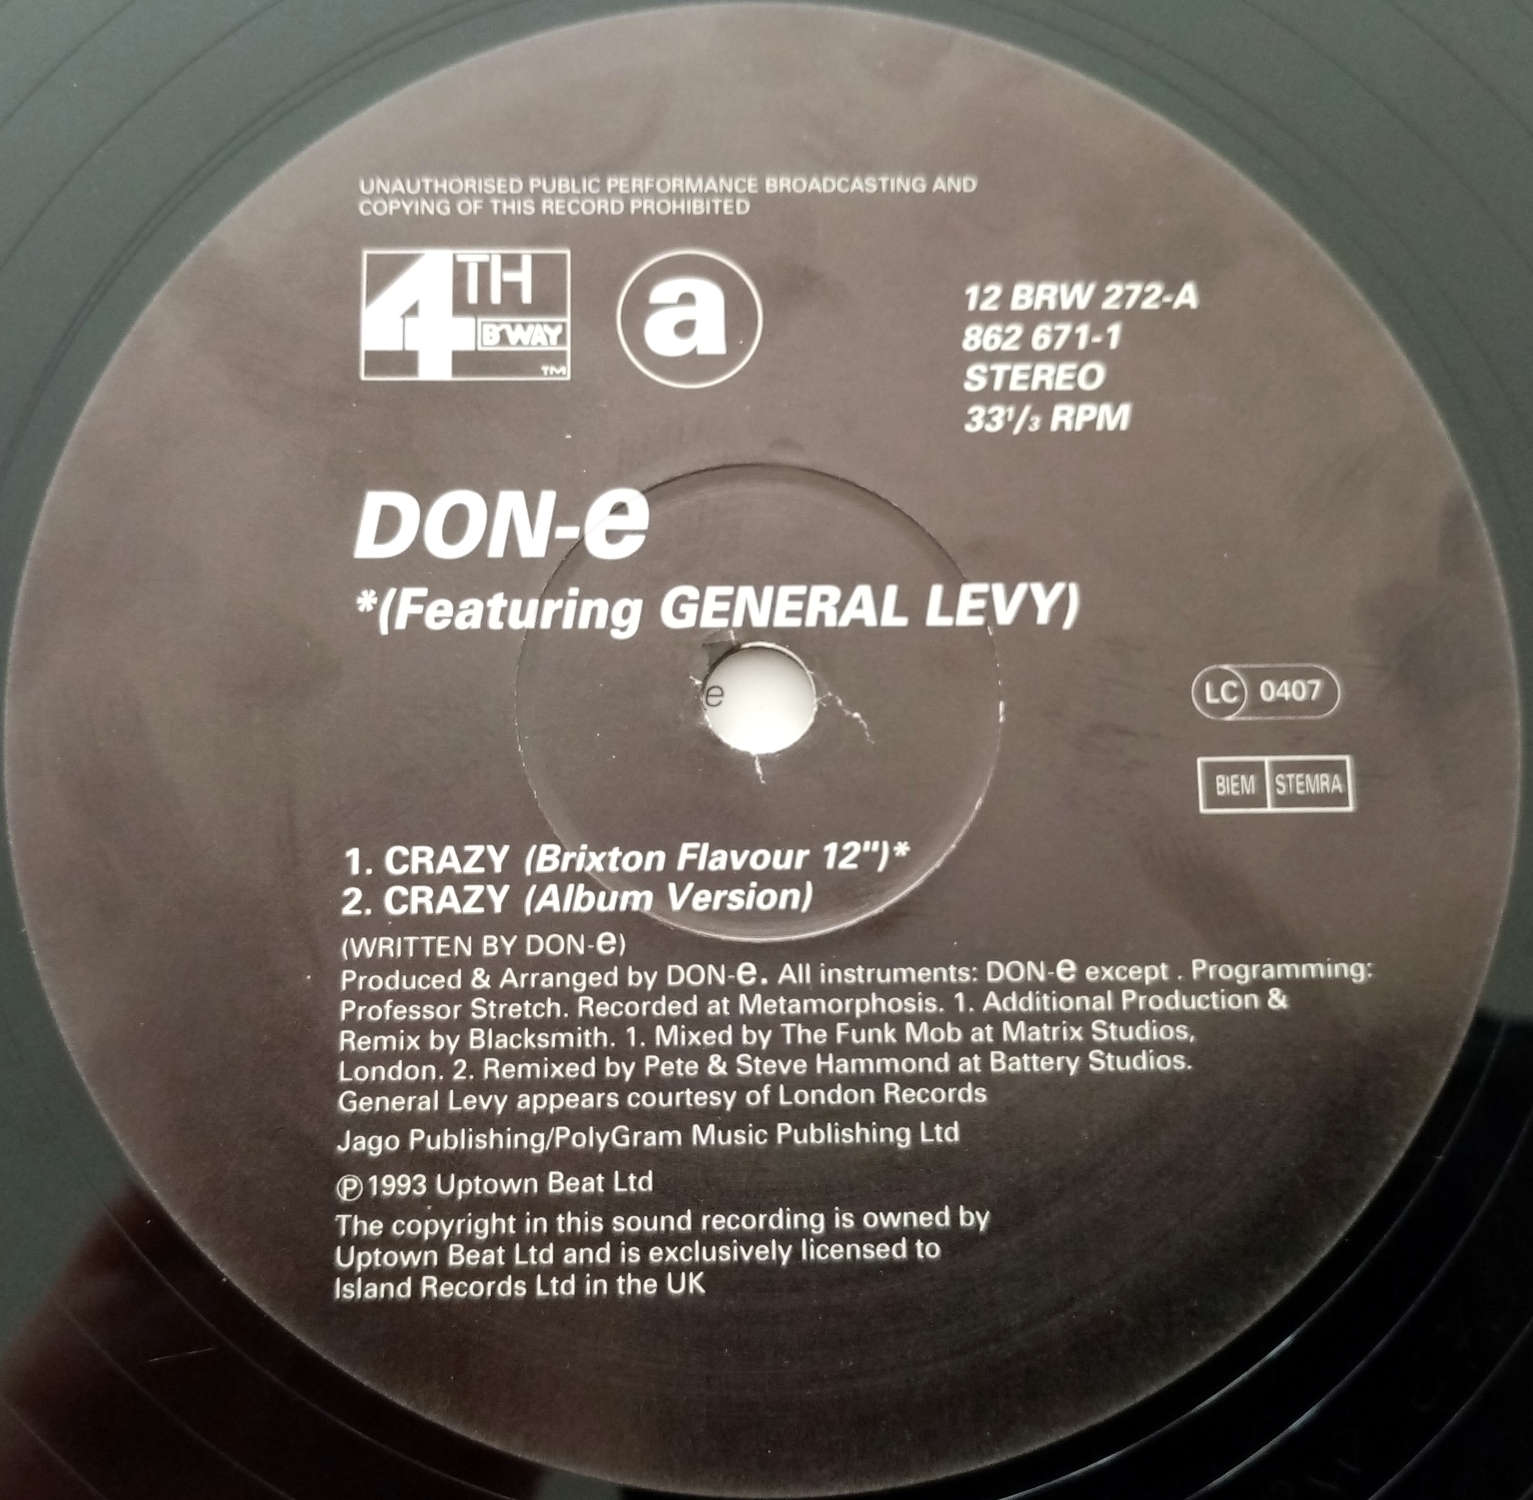 UNAUTHORISED PUBLIC PERFORMANCE BROADCASTING AND
COPYING OF THIS RECORD PROHIBITED
4TH
B'WAY
TM
a
12 BRW 272-A
862 671-1
STEREO
33¹/₃ RPM
DON-e
*(Featuring GENERAL LEVY)
e
LC 0407
BIEM STEMRA
1. CRAZY (Brixton Flavour 12")*
2. CRAZY (Album Version)
(WRITTEN BY DON-e)
Produced & Arranged by DON-e. All instruments: DON-e except . Programming:
Professor Stretch. Recorded at Metamorphosis. 1. Additional Production &
Remix by Blacksmith. 1. Mixed by The Funk Mob at Matrix Studios,
London. 2. Remixed by Pete & Steve Hammond at Battery Studios.
General Levy appears courtesy of London Records
Jago Publishing/PolyGram Music Publishing Ltd
℗1993 Uptown Beat Ltd
The copyright in this sound recording is owned by
Uptown Beat Ltd and is exclusively licensed to
Island Records Ltd in the UK